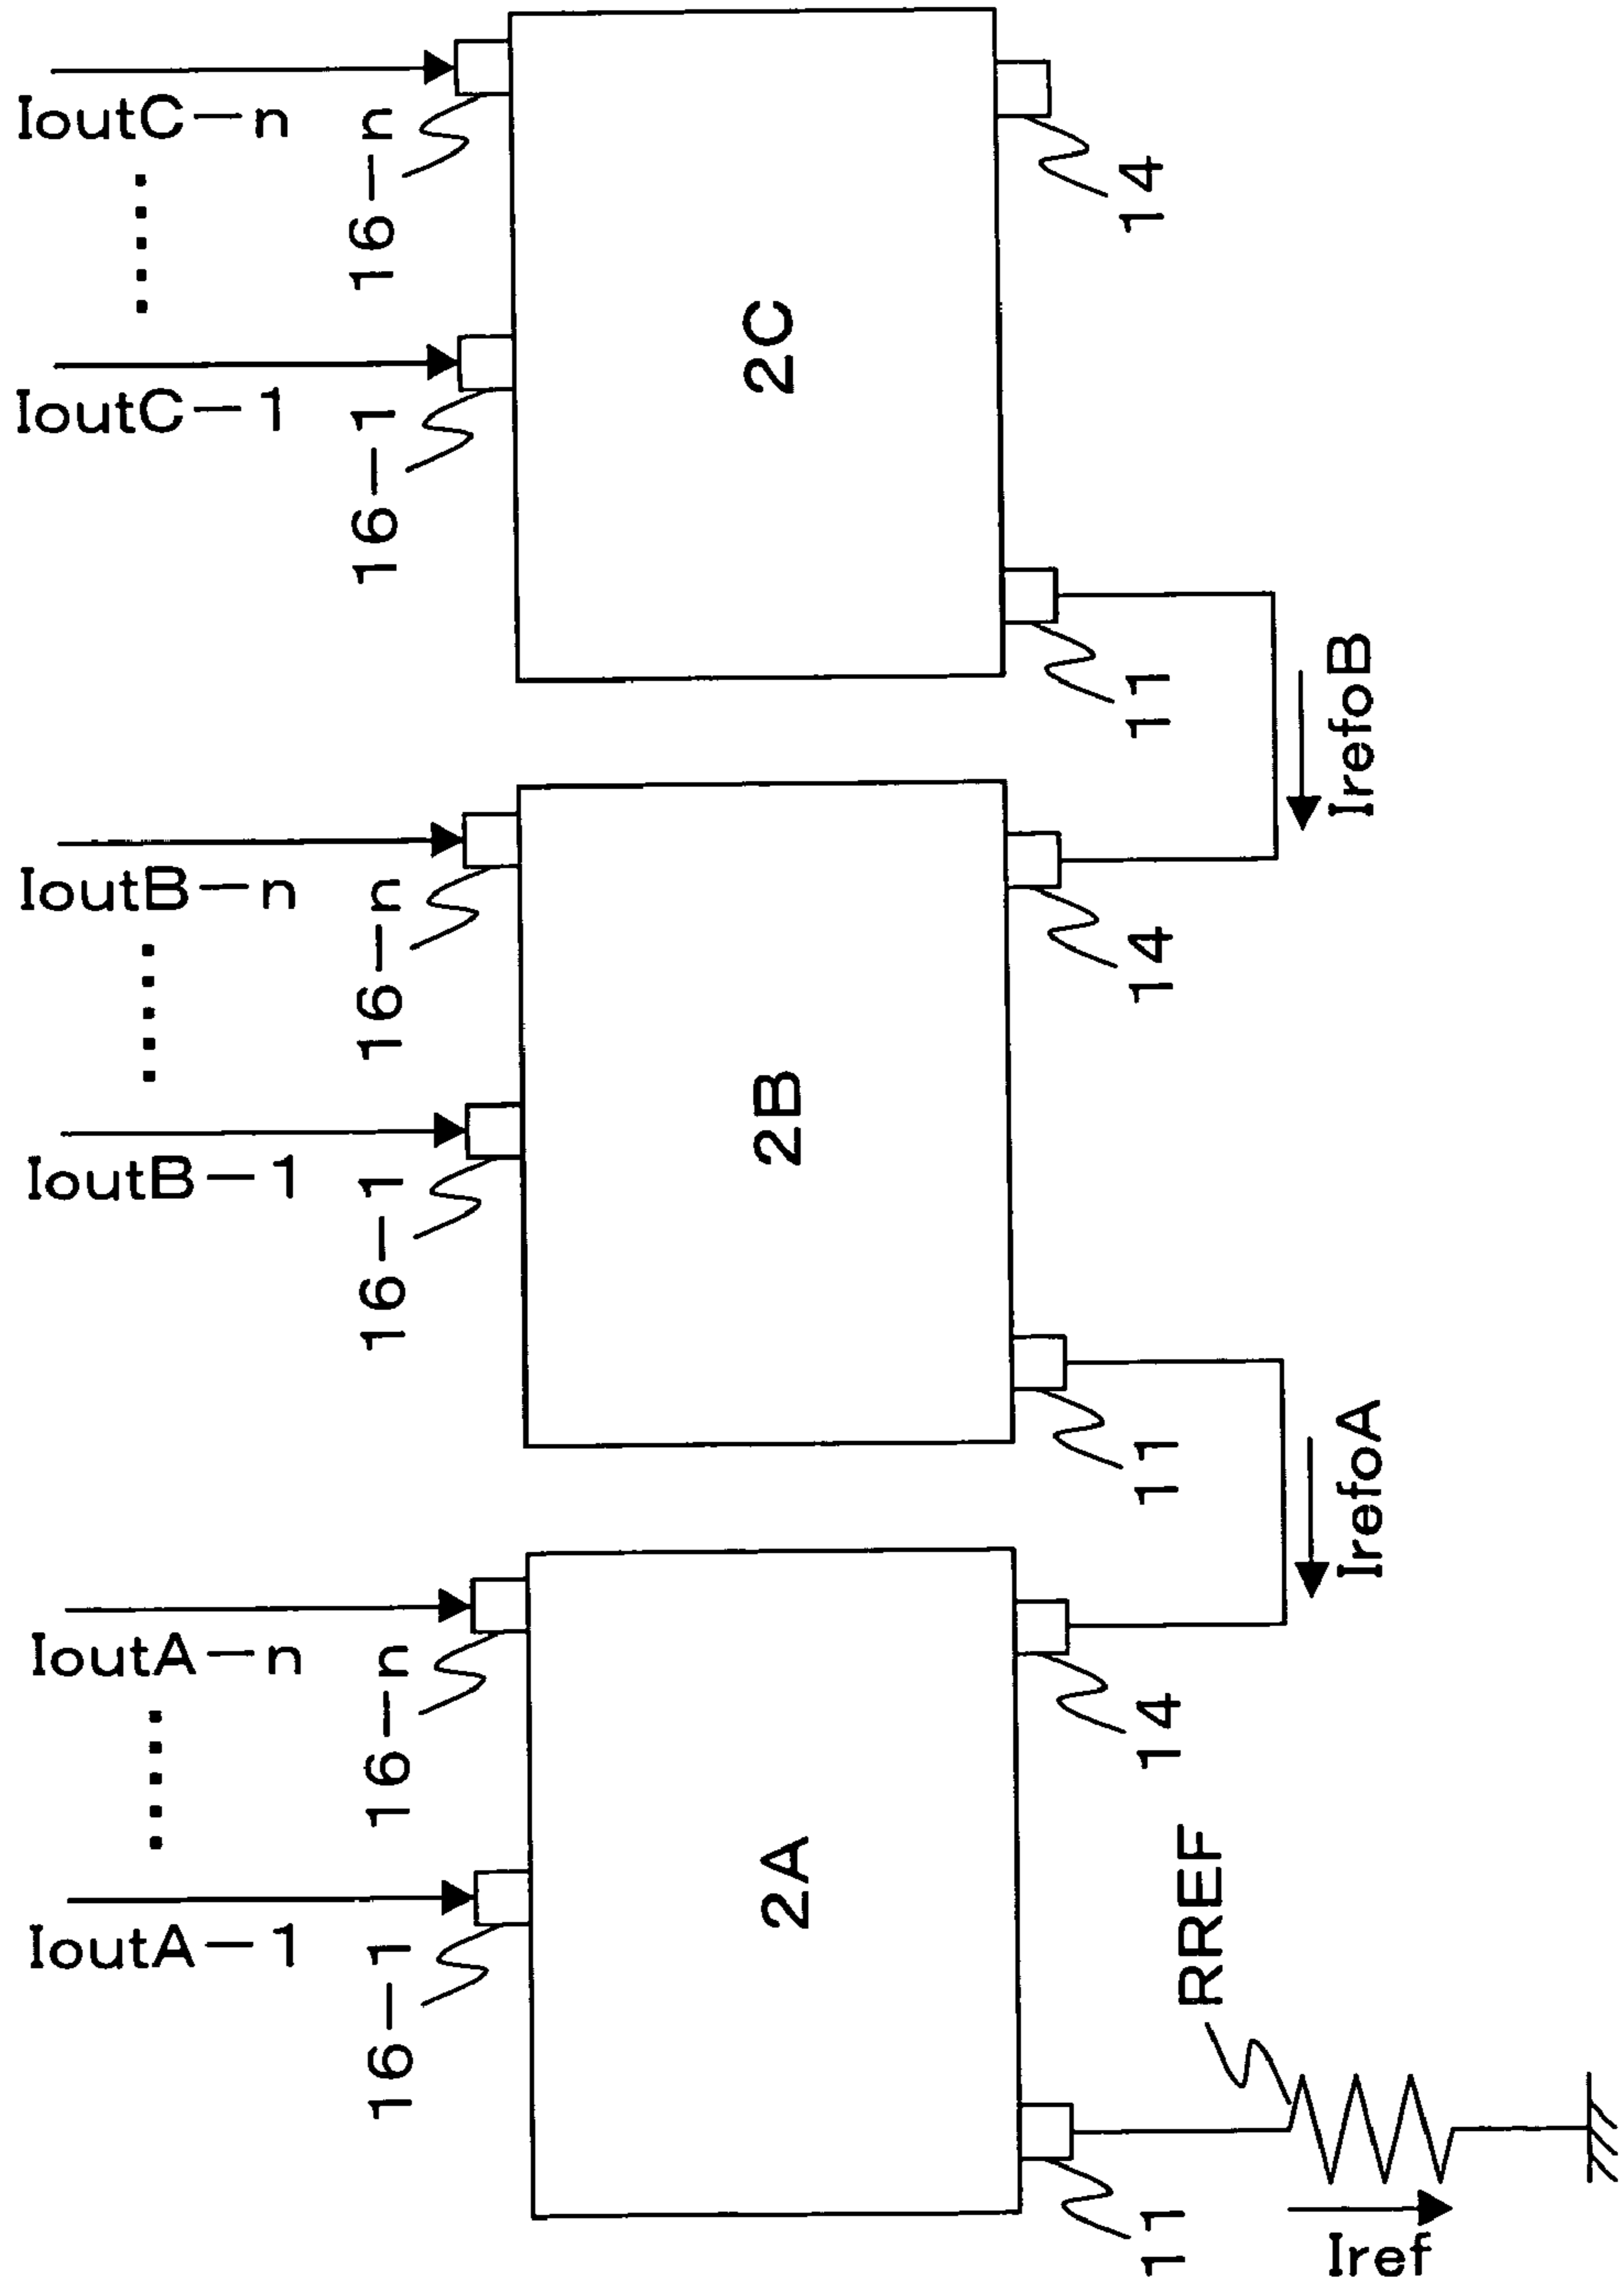 IoutA-1
IoutA-n
IoutB-1
IoutB-n
IoutC-1
IoutC-n
16-1
16-n
16-1
16-n
16-1
16-n
2A
2B
2C
11
14
11
14
11
14
RREF
Iref
IrefoA
IrefoB